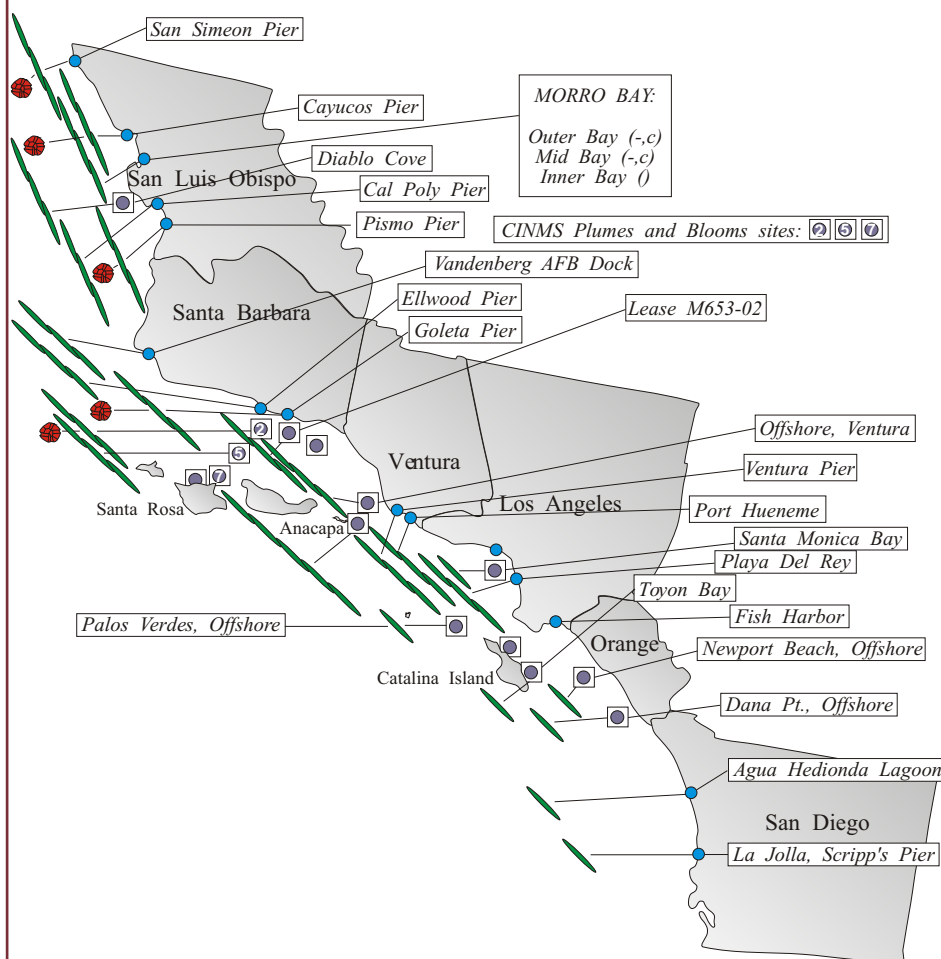 San Simeon Pier
Cayucos Pier
MORRO BAY:
Outer Bay (-,c)
Mid Bay (-,c)
Inner Bay ()
Diablo Cove
San Luis Obispo
Cal Poly Pier
Pismo Pier
CINMS Plumes and Blooms sites: 2 5 7
Vandenberg AFB Dock
Ellwood Pier
Santa Barbara
Lease M653-02
Goleta Pier
2
Offshore, Ventura
5
Ventura
Ventura Pier
7
Los Angeles
Santa Rosa
Port Hueneme
Anacapa
Santa Monica Bay
Playa Del Rey
Toyon Bay
Palos Verdes, Offshore
Fish Harbor
Orange
Newport Beach, Offshore
Catalina Island
Dana Pt., Offshore
Agua Hedionda Lagoon
San Diego
La Jolla, Scripp's Pier